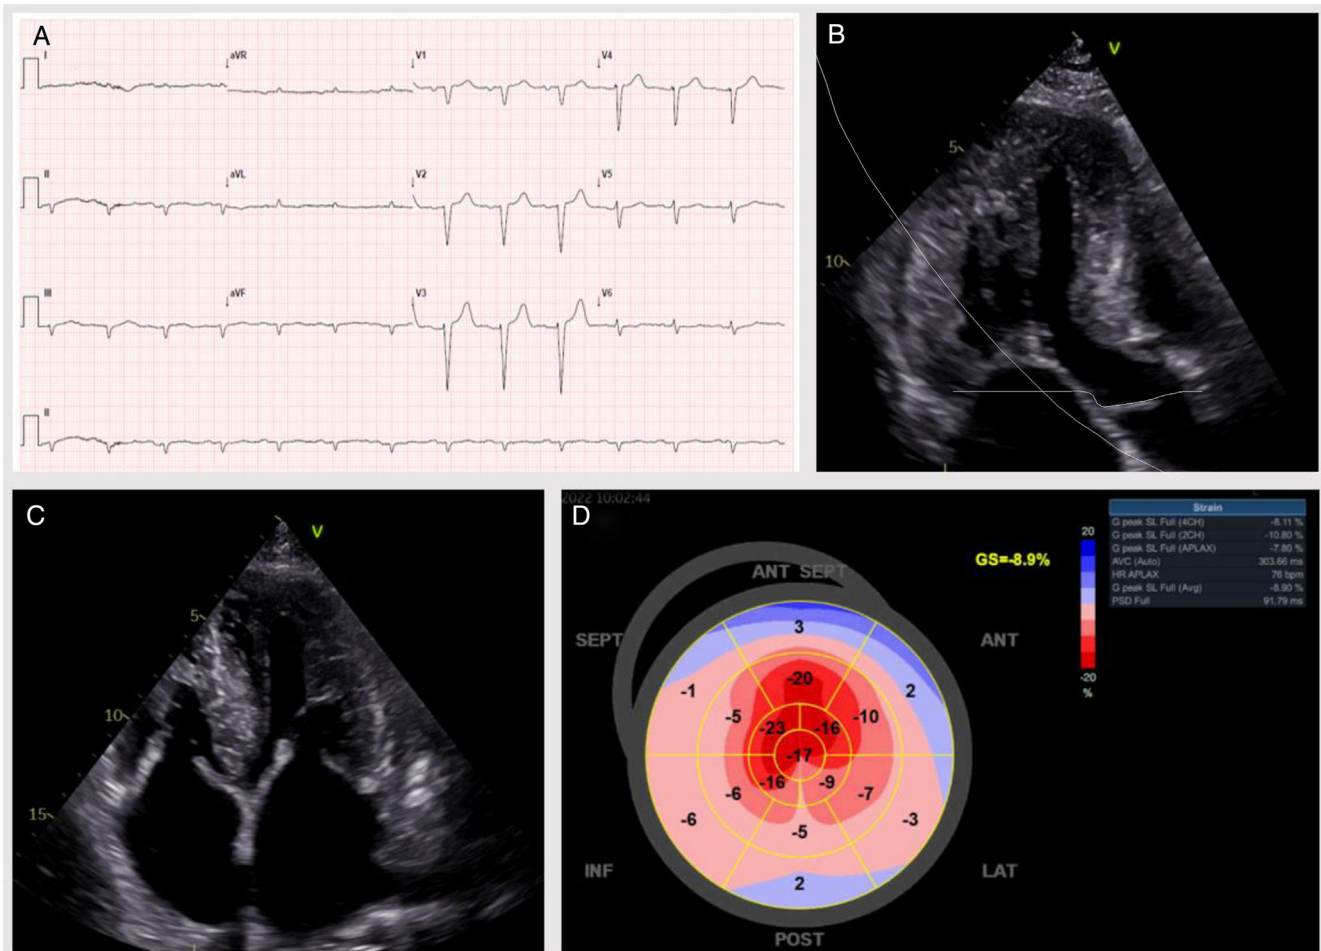 A
I aVR V1 V4
II aVL V2 V5
III aVF V3 V6
II
B
V
5
10
C
V
5
10
15
D
2022 10:02:44
GS=-8.9%
20
-20
%
Strain
G peak SL Full (4CH) -8.11 %
G peak SL Full (2CH) -10.80 %
G peak SL Full (APLAX) -7.80 %
AVC (Auto) 303.66 ms
HR APLAX 76 bpm
G peak SL Full (Avg) -8.90 %
PSD Full 91.79 ms
ANT SEPT
SEPT
ANT
3
-1
2
-20
-5
-10
-23
-16
-17
-16
-9
-6
-7
-6
-5
-3
2
INF
LAT
POST